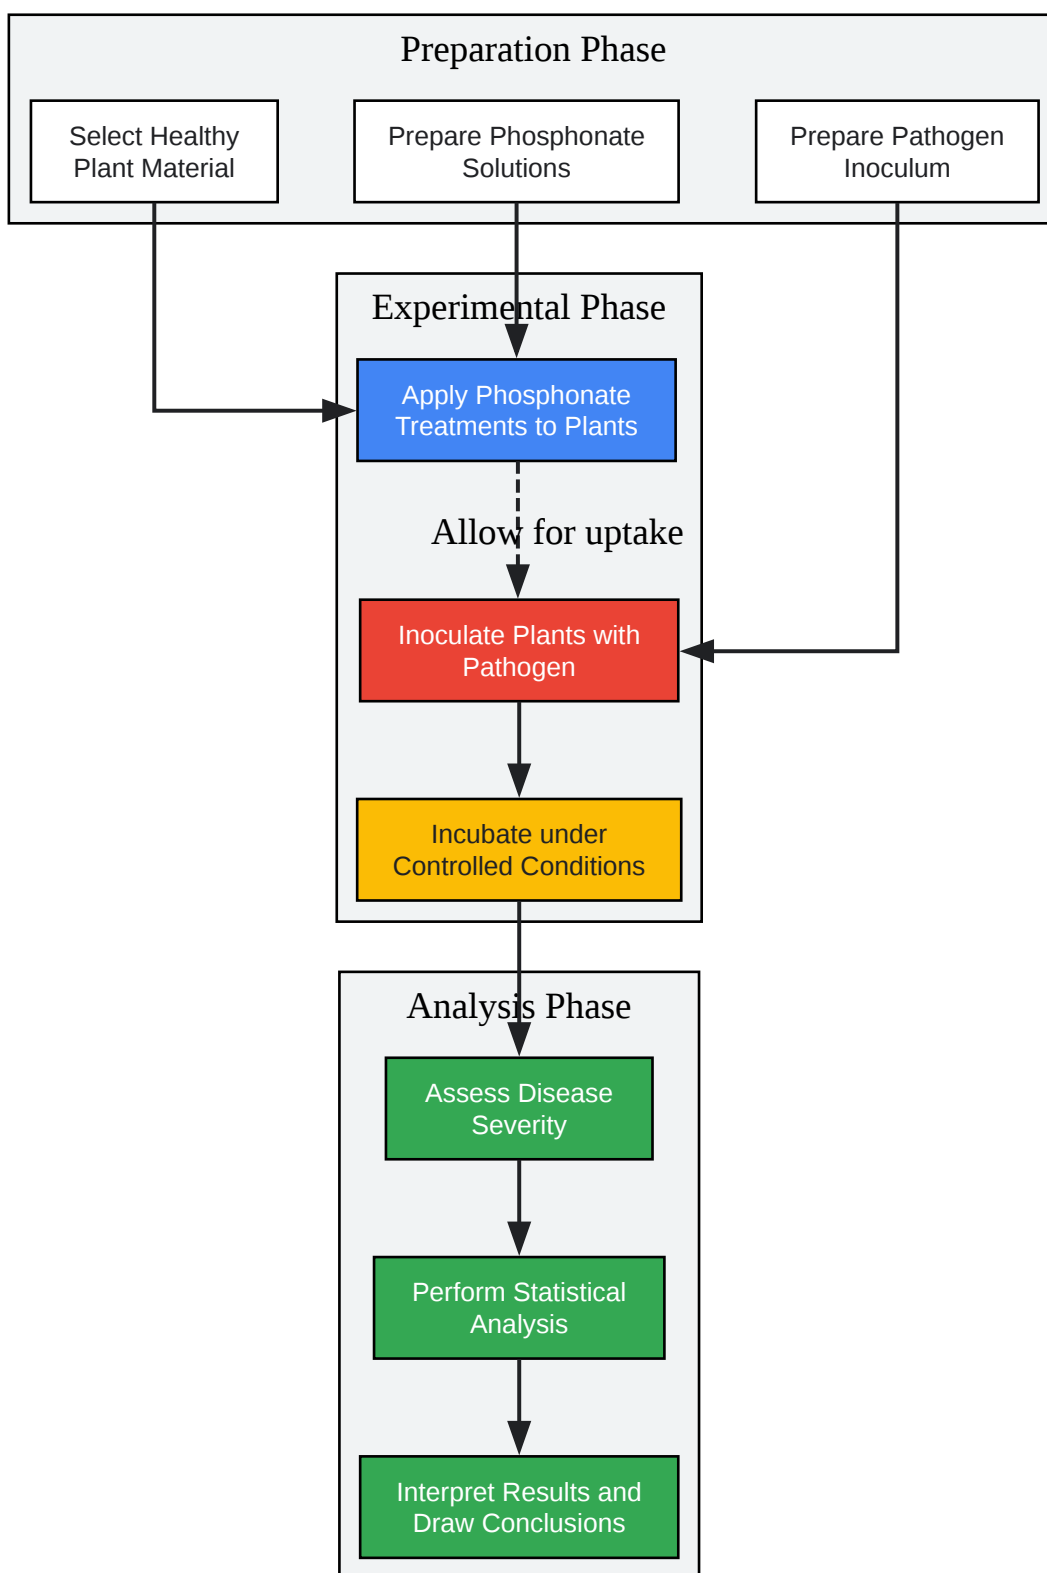 Preparation Phase
Select Healthy
Plant Material
Prepare Phosphonate
Solutions
Prepare Pathogen
Inoculum
Experimental Phase
Apply Phosphonate
Treatments to Plants
Allow for uptake
Inoculate Plants with
Pathogen
Incubate under
Controlled Conditions
Analysis Phase
Assess Disease
Severity
Perform Statistical
Analysis
Interpret Results and
Draw Conclusions